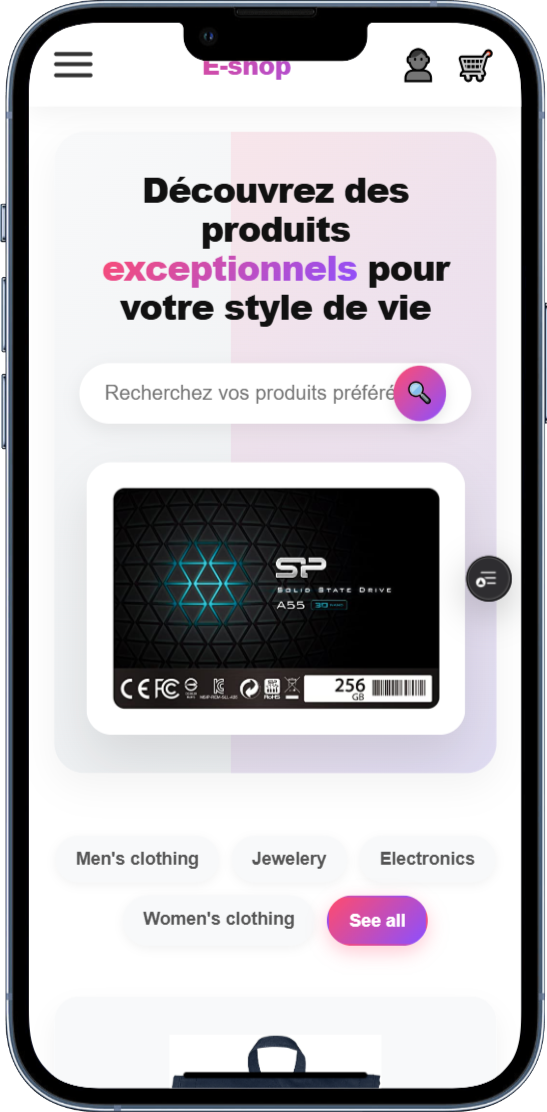 E-shop
Découvrez des
produits
exceptionnels pour
votre style de vie
Recherchez vos produits préféré
SP
SOLID STATE DRIVE
A55
CE FC
256
GB
Men's clothing
Jewelery
Electronics
Women's clothing
See all